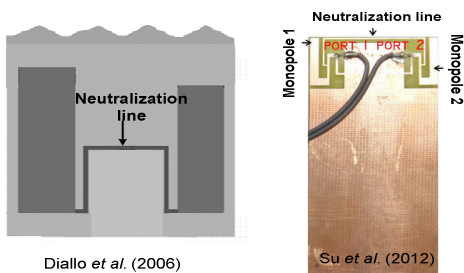 Neutralization
line
Diallo et al. (2006)
Neutralization line
Monopole 1
PORT 1 PORT 2
Monopole 2
Su et al. (2012)